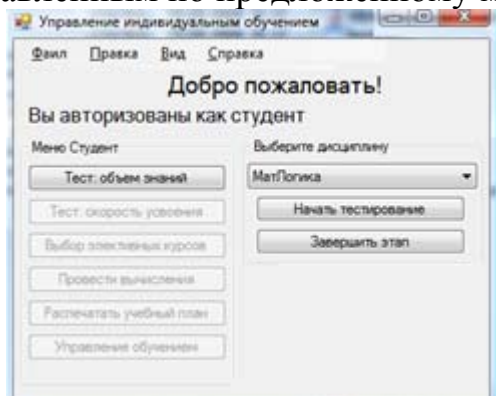 Управление индивидуальным обучением
Файл Правка Вид Справка
Добро пожаловать!
Вы авторизованы как студент
Меню Студент
Тест: объем знаний
Тест: скорость усвоения
Выбор элективных курсов
Провести вычисления
Распечатать учебный план
Управление обучением
Выберите дисциплину
МатЛогика
Начать тестирование
Завершить этап